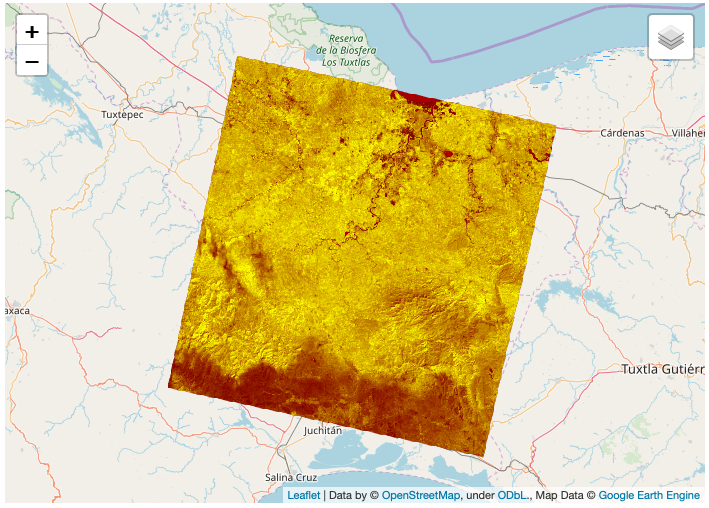 +
−
Reserva
de la Biosfera
Los Tuxtlas
Tuxtepec
Cárdenas
Villaher
axaca
Tuxtla Gutiérr
Juchitán
Salina Cruz
Leaflet | Data by © OpenStreetMap, under ODbL., Map Data © Google Earth Engine